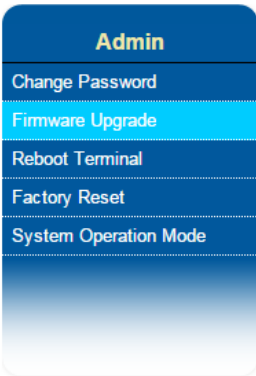 Admin
Change Password
Firmware Upgrade
Reboot Terminal
Factory Reset
System Operation Mode